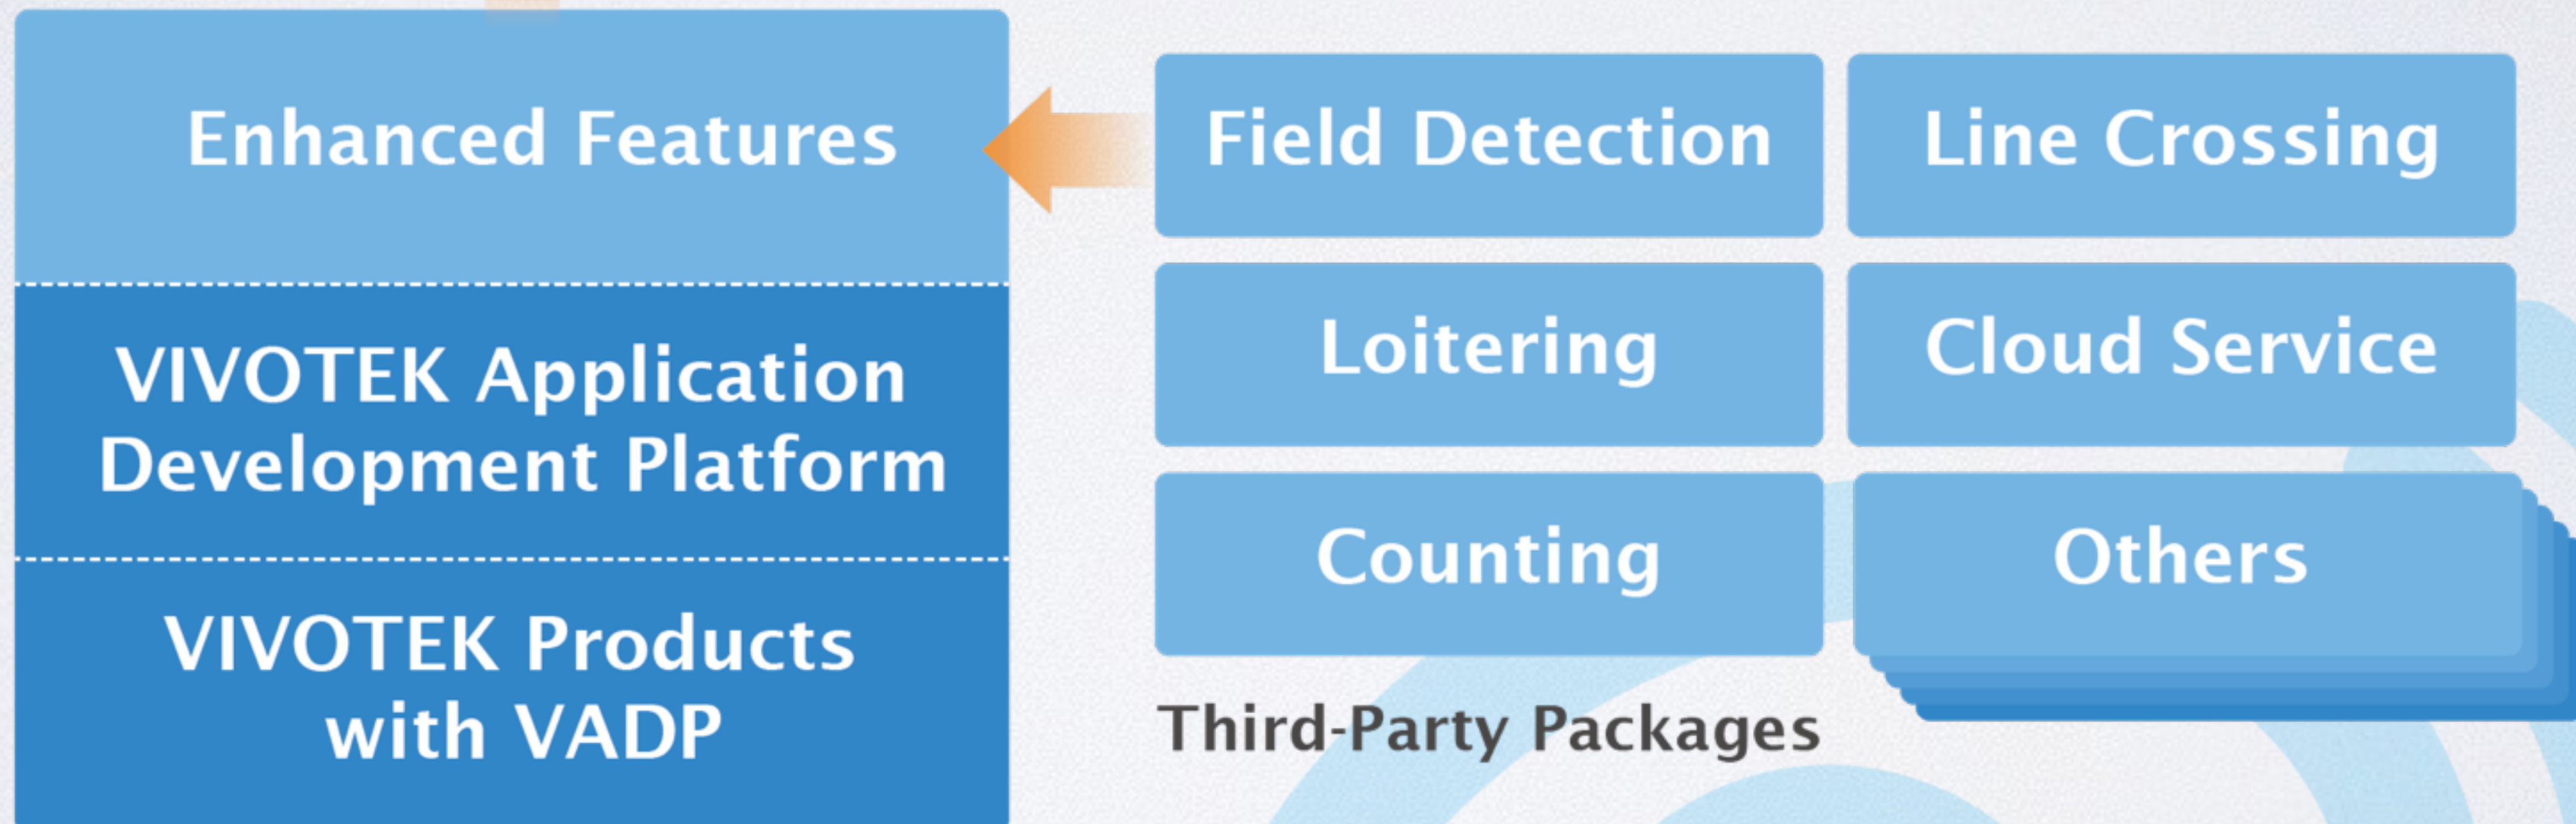 Enhanced Features
VIVOTEK Application
Development Platform
VIVOTEK Products
with VADP
Field Detection
Line Crossing
Loitering
Cloud Service
Counting
Others
Third-Party Packages